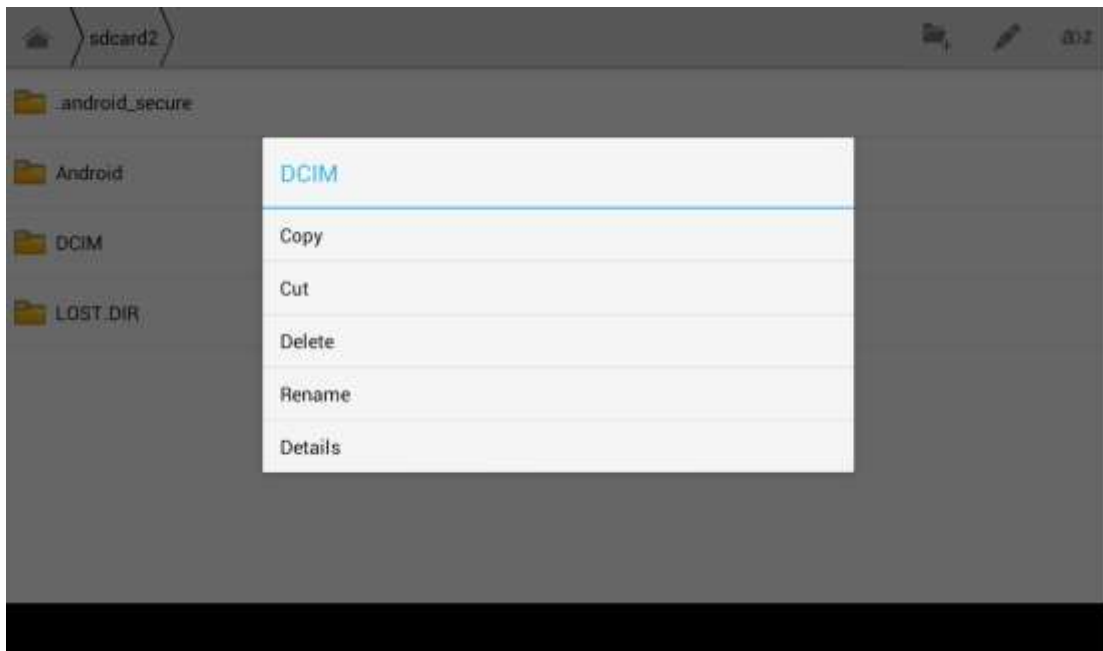 sdcard2
.android_secure
Android
DCIM
LOST.DIR
DCIM
Copy
Cut
Delete
Rename
Details